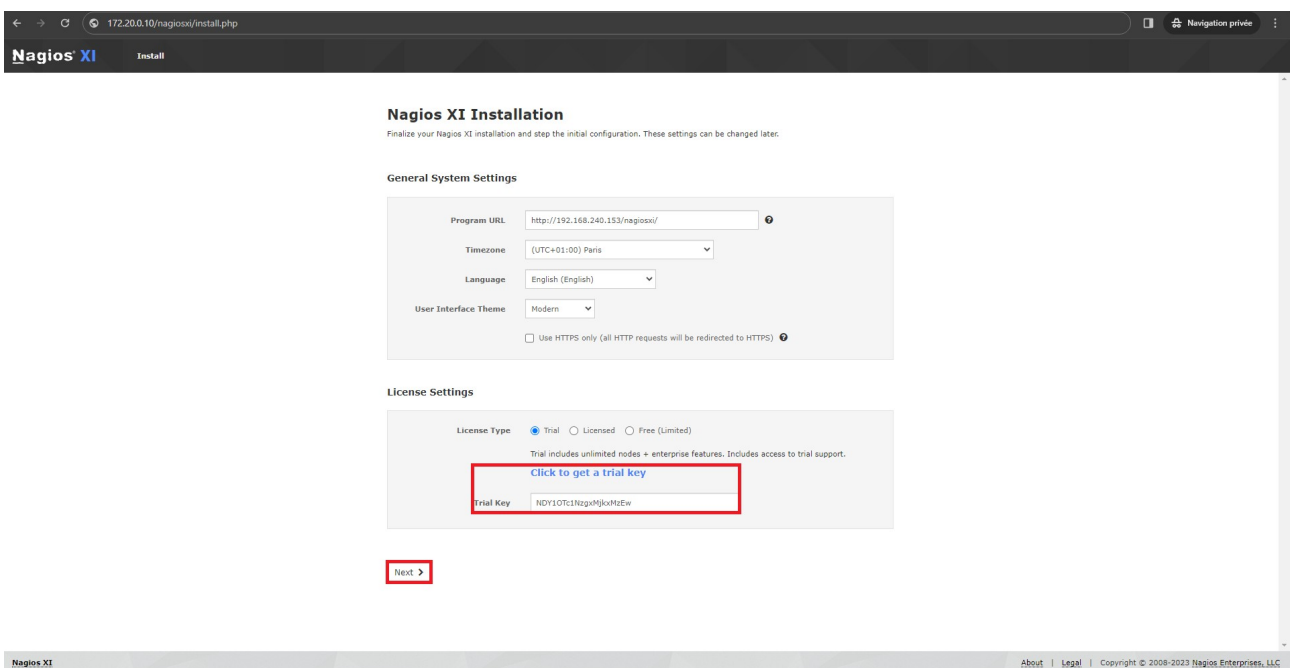 172.20.0.10/nagiosxi/install.php
Navigation privée
Nagios® XI
Install
Nagios XI Installation
Finalize your Nagios XI installation and step the initial configuration. These settings can be changed later.
General System Settings
Program URL http://192.168.240.153/nagiosxi/
Timezone (UTC+01:00) Paris
Language English (English)
User Interface Theme Modern
Use HTTPS only (all HTTP requests will be redirected to HTTPS)
License Settings
License Type Trial Licensed Free (Limited)
Trial includes unlimited nodes + enterprise features. Includes access to trial support.
Click to get a trial key
Trial Key NDY1OTc1NzgxMjkxMzEw
Next
Nagios XI
About | Legal | Copyright © 2008-2023 Nagios Enterprises, LLC